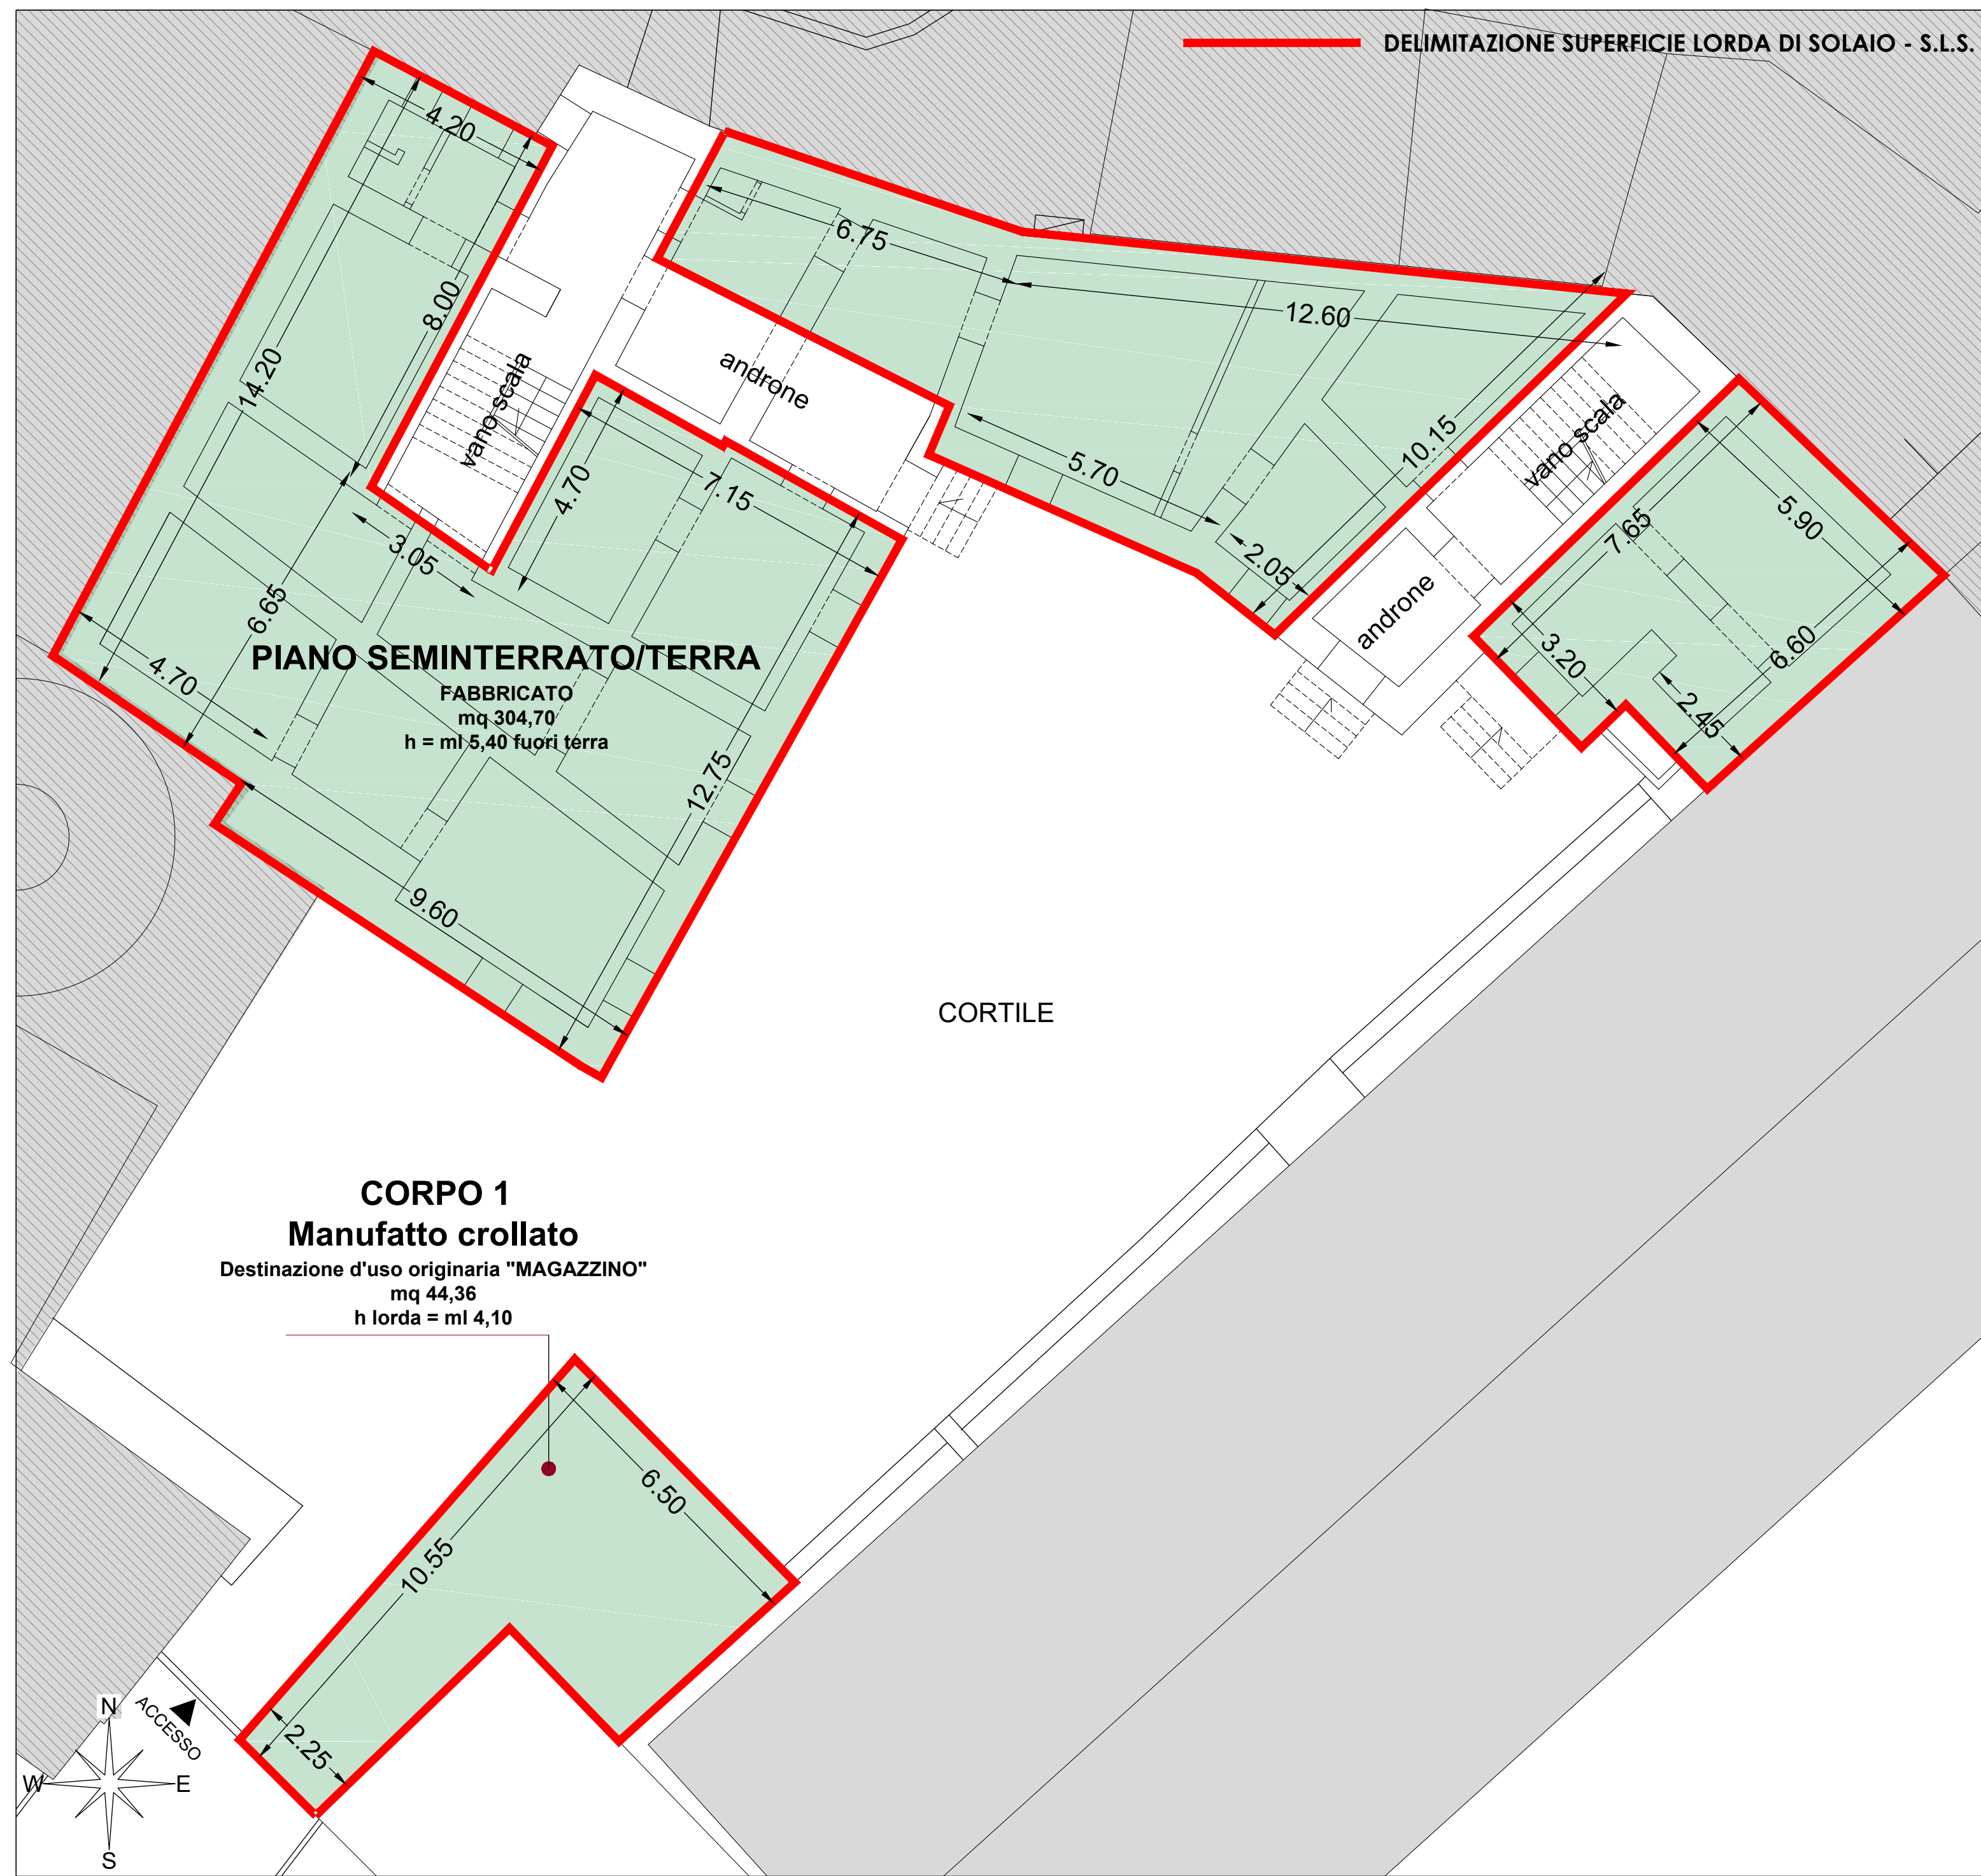 DELIMITAZIONE SUPERFICIE LORDA DI SOLAIO - S.L.S.
4.20
6.75
12.60
8.00
14.20
vano scala
androne
4.70
7.15
5.70
10.15
vano scala
5.90
7.65
3.05
2.05
androne
6.65
3.20
6.60
2.45
4.70
PIANO SEMINTERRATO/TERRA
FABBRICATO
mq 304,70
h = ml 5,40 fuori terra
12.75
9.60
CORTILE
CORPO 1
Manufatto crollato
Destinazione d'uso originaria "MAGAZZINO"
mq 44,36
h lorda = ml 4,10
6.50
10.55
2.25
ACCESSO
N
W
E
S